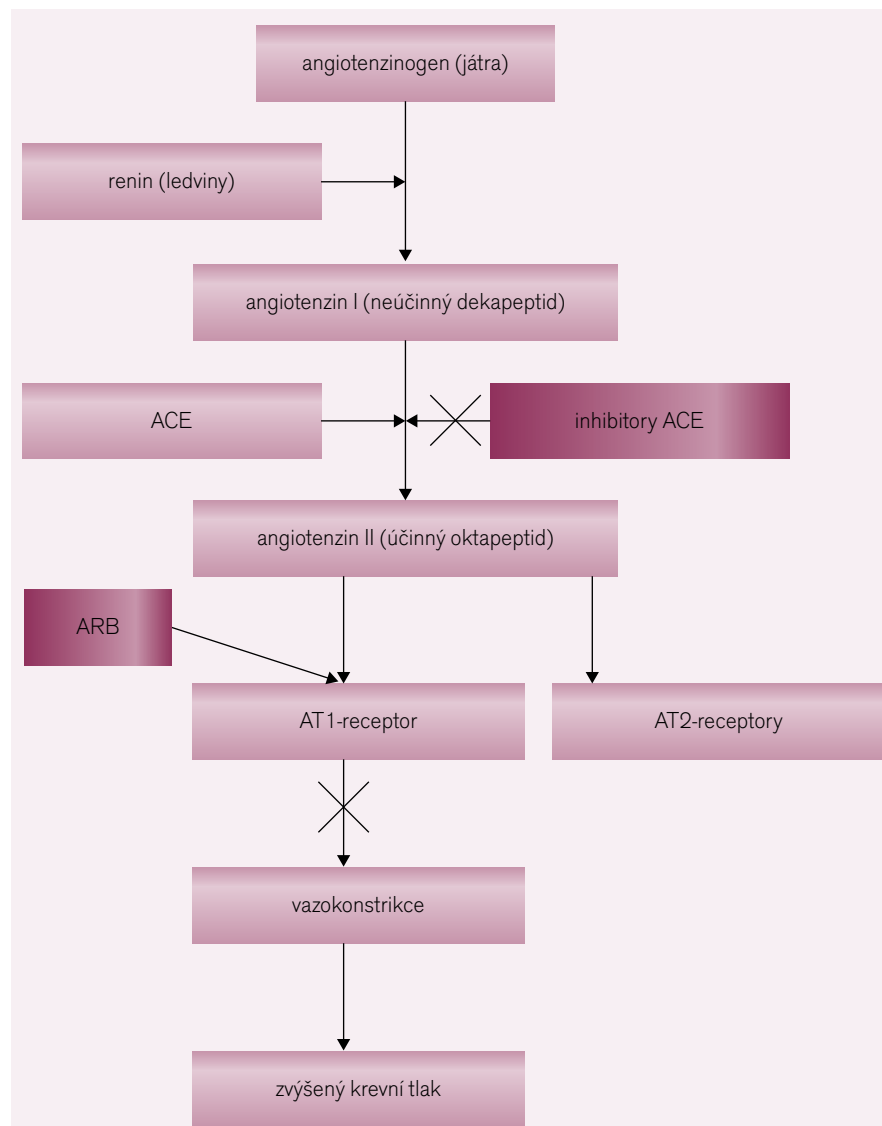 angiotenzinogen (játra)
renin (ledviny)
angiotenzin I (neúčinný dekapeptid)
ACE
inhibitory ACE
angiotenzin II (účinný oktapeptid)
ARB
AT1-receptor
AT2-receptory
vazokonstrikce
zvýšený krevní tlak